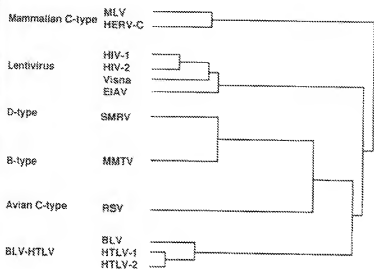 Mammalian C-type MLV
HERV-C
HIV-1
Lentivirus HIV-2
Visna
EIAV
D-type SMRV
B-type MMTV
Avian C-type RSV
BLV
BLV-HTLV HTLV-1
HTLV-2